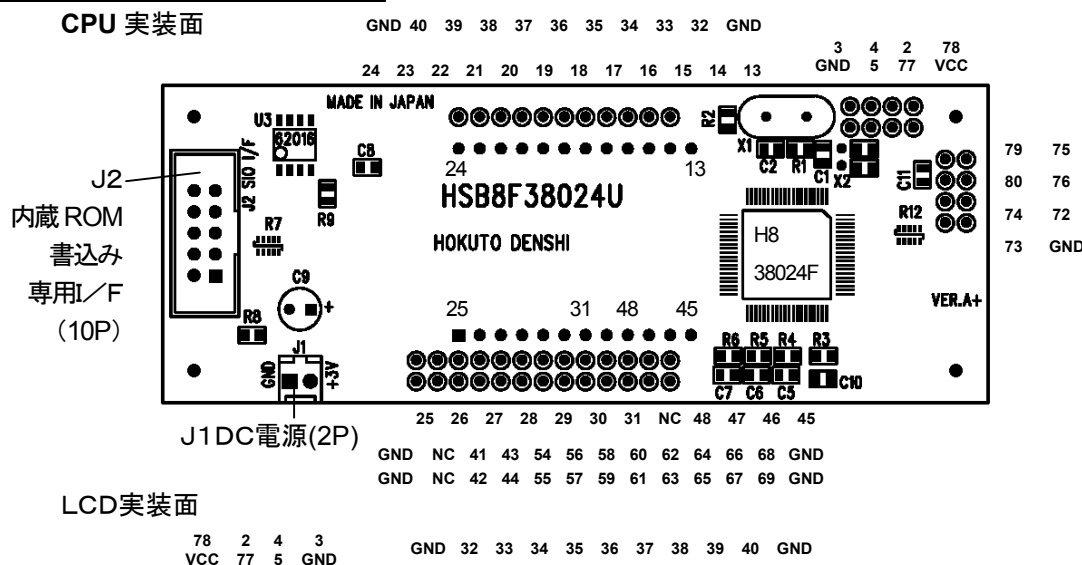 CPU 実装面
GND 40 39 38 37 36 35 34 33 32 GND
3 4 2 78
GND 5 77 VCC
24 23 22 21 20 19 18 17 16 15 14 13
MADE IN JAPAN
U3
62016
C8
R2
X1
C2
R1
C1
X2
C11
R12
79 75
80 76
74 72
73 GND
J2
内蔵ROM
書込み
専用I/F
(10P)
J2 SIO I/F
R9
R7
24
13
HSB8F38024U
HOKUTO DENSHI
H8
38024F
C9
+
R8
J1
GND
+3V
25 31 48 45
VER.A+
R6 R5 R4 R3
C7 C6 C5 C10
J1DC電源(2P)
25 26 27 28 29 30 31 NC 48 47 46 45
GND NC 41 43 54 56 58 60 62 64 66 68 GND
GND NC 42 44 55 57 59 61 63 65 67 69 GND
LCD実装面
78 2 4 3
VCC 77 5 GND
GND 32 33 34 35 36 37 38 39 40 GND